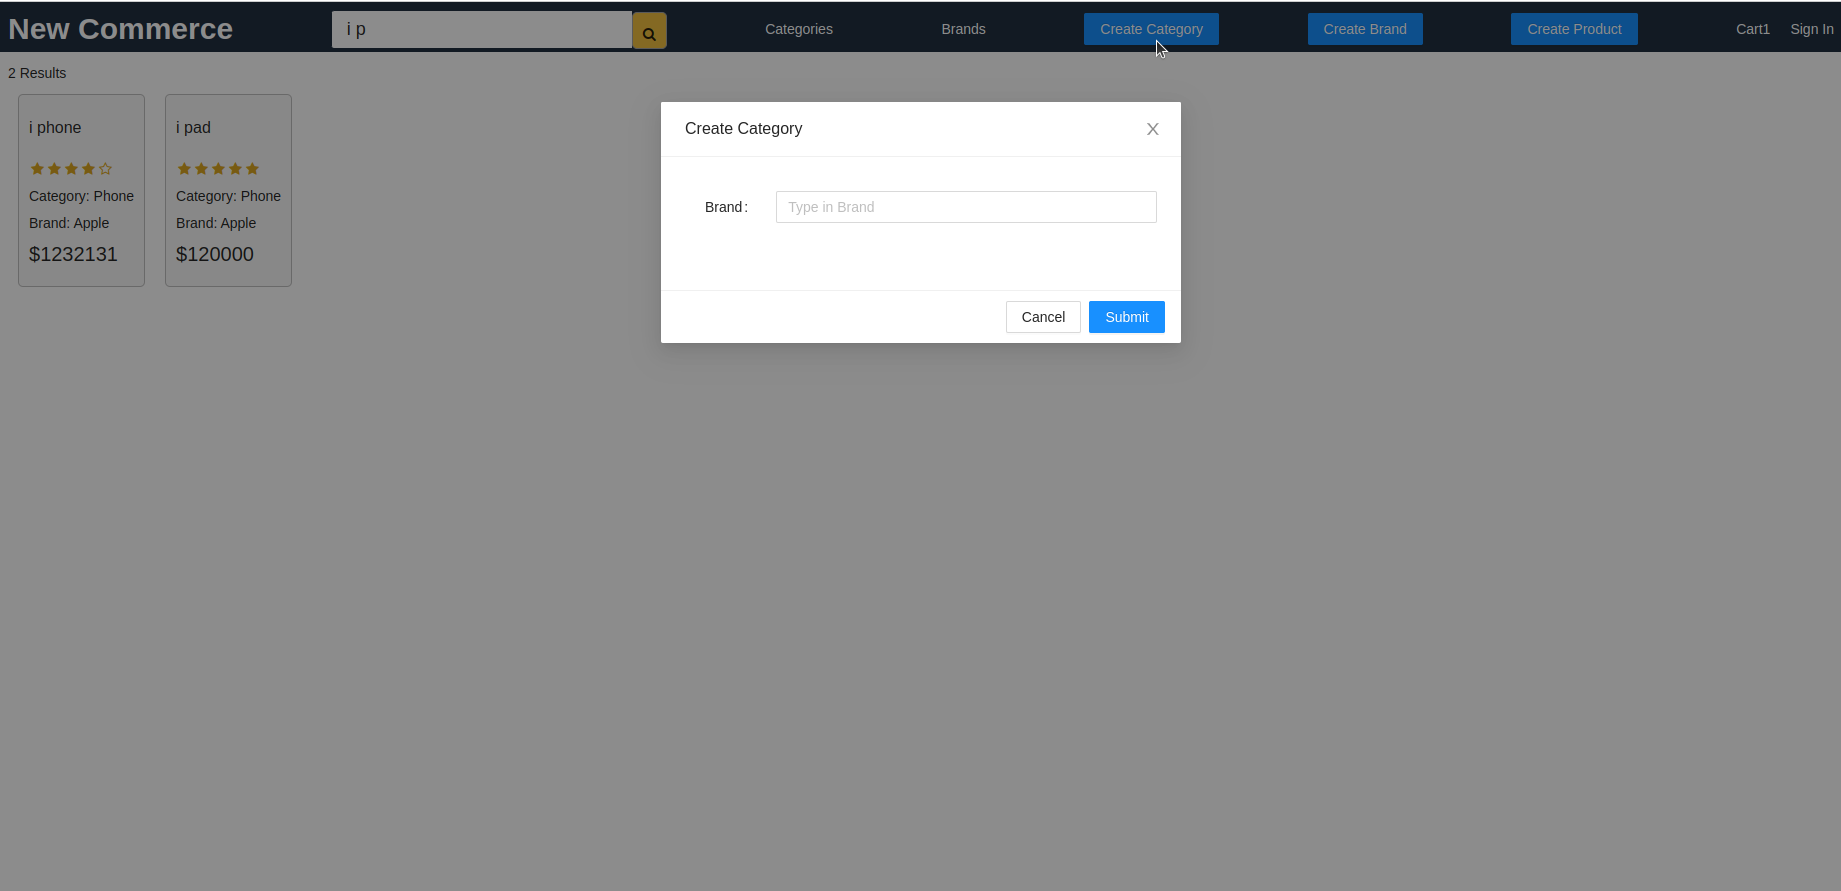 New Commerce
i p
Categories
Brands
Create Category
Create Brand
Create Product
Cart1
Sign In
2 Results
i phone
Category: Phone
Brand: Apple
$1232131
i pad
Category: Phone
Brand: Apple
$120000
Create Category
Brand:
Type in Brand
Cancel
Submit